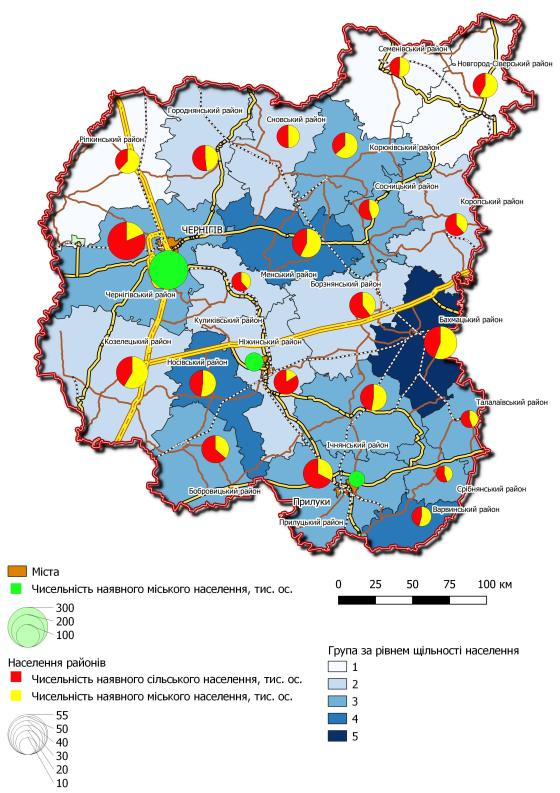 Семенівський район
Новгород-Сіверський район
Городнянський район
Сновський район
Ріпкинський район
Корюківський район
Сосницький район
Коропський район
ЧЕРНІГІВ
Менський район
Борзнянський район
Чернігівський район
Куликівський район
Бахмацький район
Козелецький район
Ніжинський район
Носівський район
Талалаївський район
Ічнянський район
Срібнянський район
Бобровицький район
Прилуки
Варвинський район
Прилуцький район
Міста
Чисельність наявного міського населення, тис. ос.
300
200
100
Населення районів
Чисельність наявного сільського населення, тис. ос.
Чисельність наявного міського населення, тис. ос.
55
50
40
30
20
10
0 25 50 75 100 км
Група за рівнем щільності населення
1
2
3
4
5